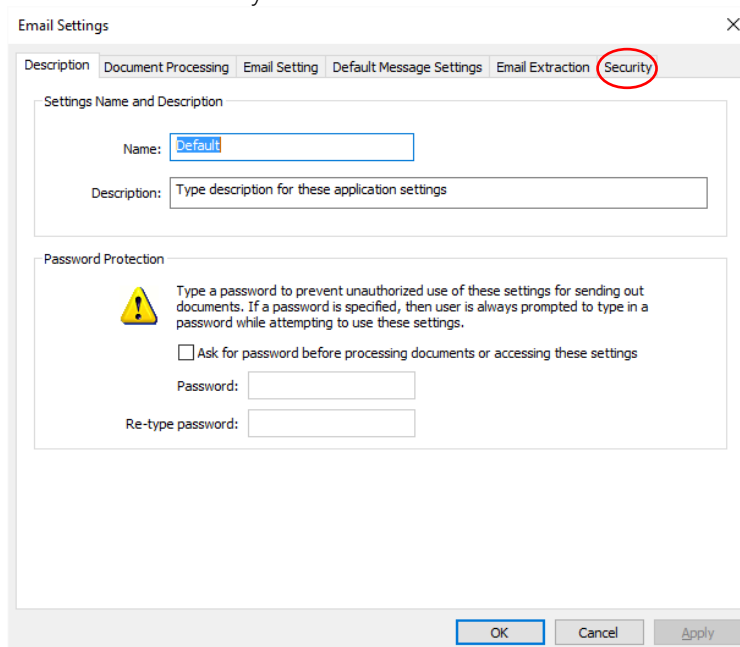 Email Settings
Description Document Processing Email Setting Default Message Settings Email Extraction Security
Settings Name and Description
Name: Default
Description: Type description for these application settings
Password Protection
Type a password to prevent unauthorized use of these settings for sending out
documents. If a password is specified, then user is always prompted to type in a
password while attempting to use these settings.
Ask for password before processing documents or accessing these settings
Password:
Re-type password:
OK Cancel Apply